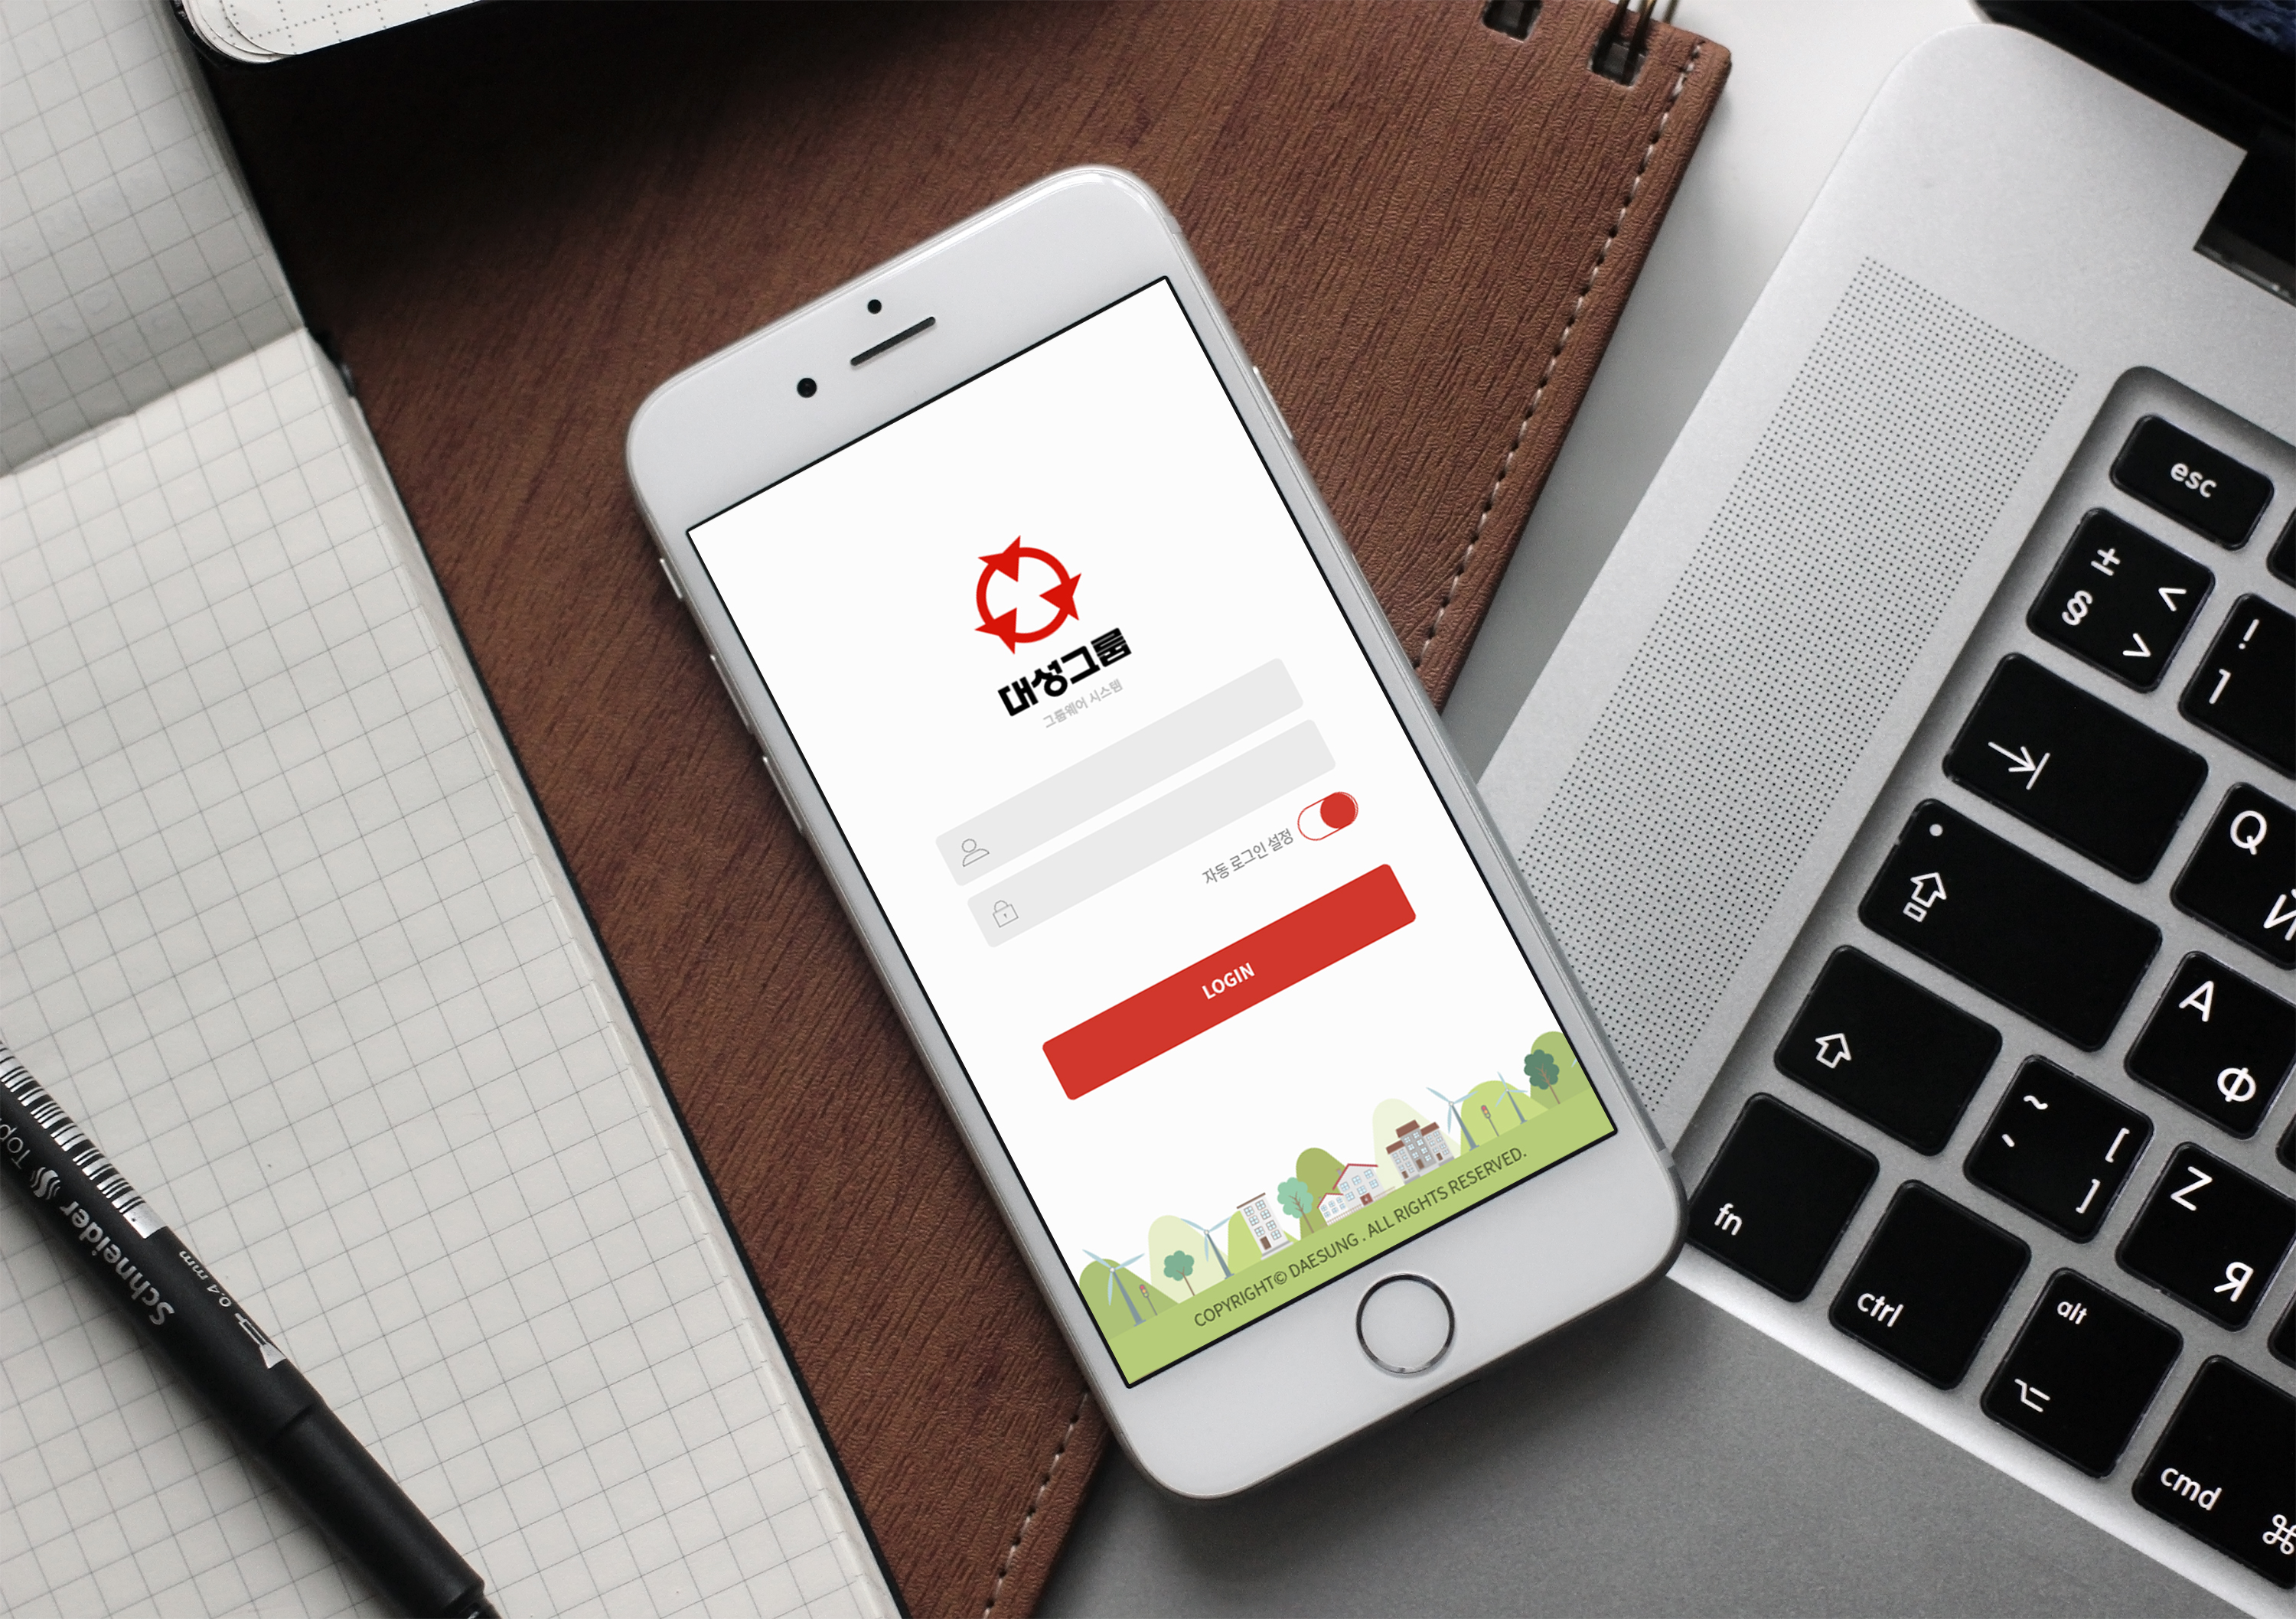 대성그룹
그룹웨어 시스템
자동 로그인 설정
LOGIN
COPYRIGHT© DAESUNG . ALL RIGHTS RESERVED.
Schneider
0,4 mm
esc
± <
§ >
!
1
Q
Й
A
Ф
~ [
` ]
Z
Я
fn
ctrl
alt
⌥
cmd
⌘